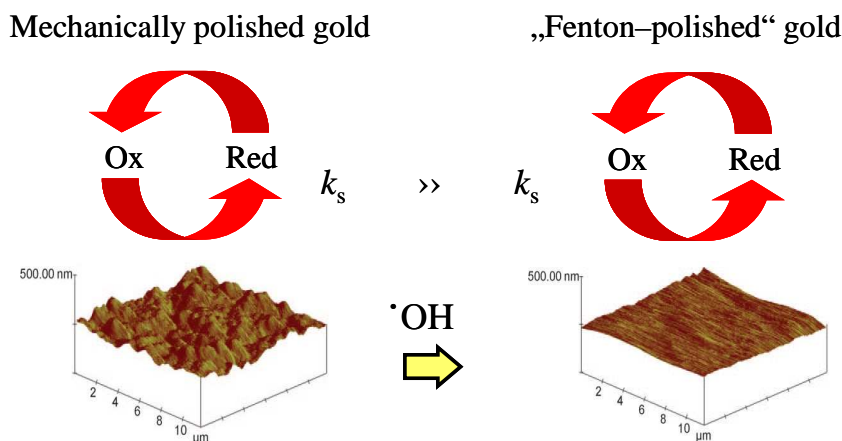 Mechanically polished gold
„Fenton–polished“ gold
Ox Red
Ox Red
ks ›› ks
500.00 nm
500.00 nm
˙OH
2 4 6 8 10 µm
2 4 6 8 10 µm